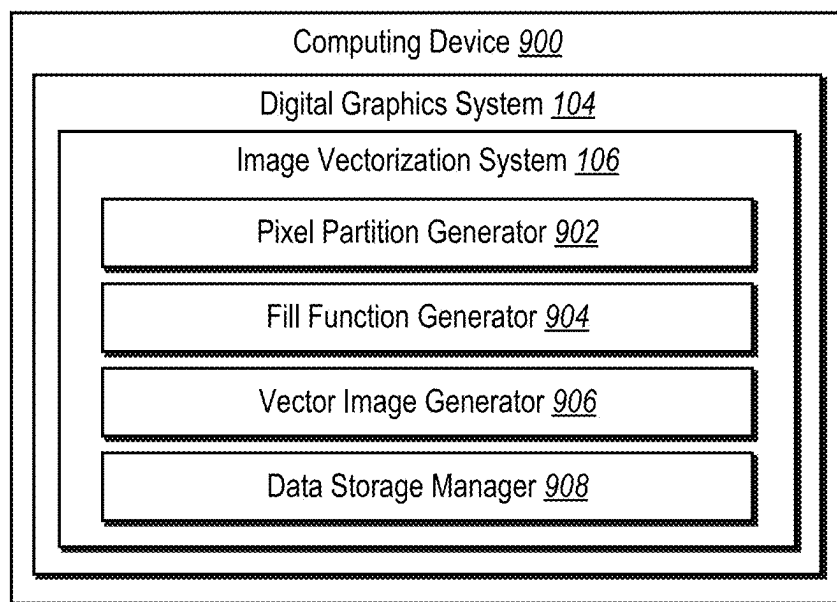 Computing Device 900
Digital Graphics System 104
Image Vectorization System 106
Pixel Partition Generator 902
Fill Function Generator 904
Vector Image Generator 906
Data Storage Manager 908